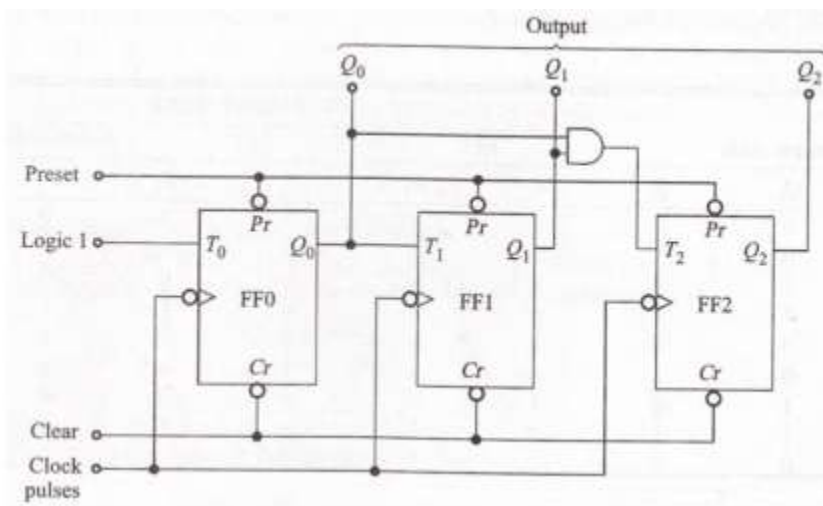 Output
Q0 Q1 Q2
Preset
Pr Pr Pr
Logic 1 T0 Q0 T1 Q1 T2 Q2
FF0 FF1 FF2
Cr Cr Cr
Clear
Clock
pulses